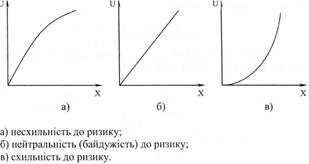 U U U
X X X
а) б) в)
а) несхильність до ризику;
б) нейтральність (байдужість) до ризику;
в) схильність до ризику.